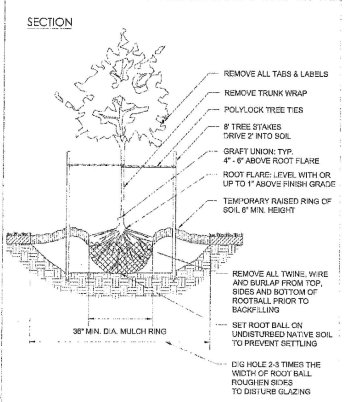 SECTION
REMOVE ALL TABS & LABELS
REMOVE TRUNK WRAP
POLYLOCK TREE TIES
8' TREE STAKES
DRIVE 2' INTO SOIL
GRAFT UNION: TYP.
4" - 6" ABOVE ROOT FLARE
ROOT FLARE: LEVEL WITH OR
UP TO 1" ABOVE FINISH GRADE
TEMPORARY RAISED RING OF
SOIL 6" MIN. HEIGHT
REMOVE ALL TWINE, WIRE
AND BURLAP FROM TOP,
SIDES AND BOTTOM OF
ROOTBALL PRIOR TO
BACKFILLING
36" MIN. DIA. MULCH RING
SET ROOT BALL ON
UNDISTURBED NATIVE SOIL
TO PREVENT SETTLING
DIG HOLE 2-3 TIMES THE
WIDTH OF ROOT BALL
ROUGHEN SIDES
TO DISTURB GLAZING